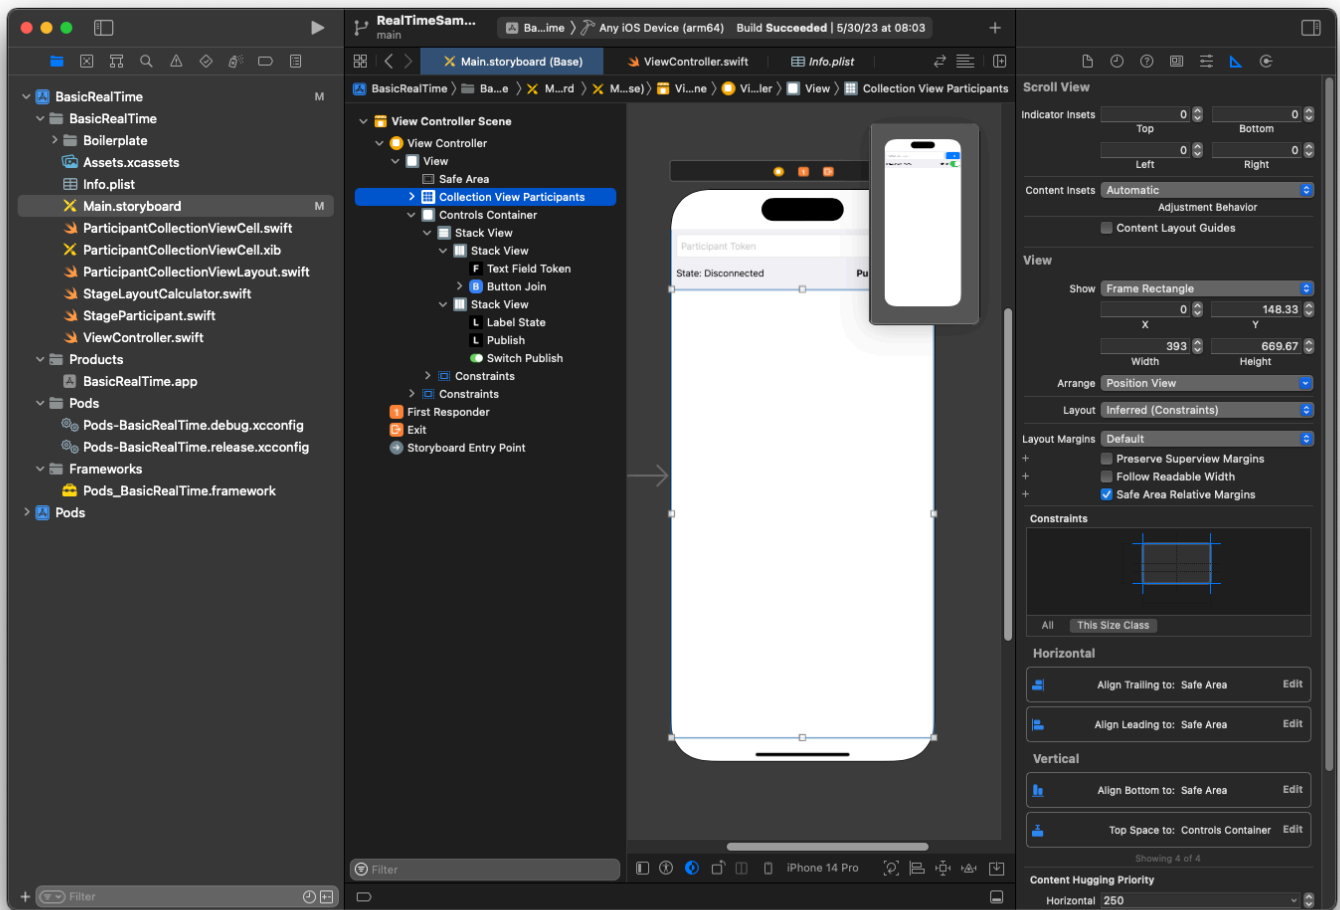 RealTimeSam...
main
Ba...ime
Any iOS Device (arm64)
Build Succeeded | 5/30/23 at 08:03
Main.storyboard (Base)
ViewController.swift
Info.plist
BasicRealTime
Ba...e
M...rd
M...se)
Vi...ne
Vi...ler
View
Collection View Participants
BasicRealTime
M
BasicRealTime
Boilerplate
Assets.xcassets
Info.plist
Main.storyboard
M
ParticipantCollectionViewCell.swift
ParticipantCollectionViewCell.xib
ParticipantCollectionViewLayout.swift
StageLayoutCalculator.swift
StageParticipant.swift
ViewController.swift
Products
BasicRealTime.app
Pods
Pods-BasicRealTime.debug.xcconfig
Pods-BasicRealTime.release.xcconfig
Frameworks
Pods_BasicRealTime.framework
Pods
Filter
View Controller Scene
View Controller
View
Safe Area
Collection View Participants
Controls Container
Stack View
Stack View
F Text Field Token
B Button Join
Stack View
L Label State
L Publish
Switch Publish
Constraints
Constraints
1 First Responder
Exit
Storyboard Entry Point
Filter
Participant Token
State: Disconnected
Pu
iPhone 14 Pro
Scroll View
Indicator Insets
0
0
Top
Bottom
0
0
Left
Right
Content Insets
Automatic
Adjustment Behavior
Content Layout Guides
View
Show
Frame Rectangle
0
148.33
X
Y
393
669.67
Width
Height
Arrange
Position View
Layout
Inferred (Constraints)
Layout Margins
Default
Preserve Superview Margins
Follow Readable Width
Safe Area Relative Margins
Constraints
All
This Size Class
Horizontal
Align Trailing to: Safe Area
Edit
Align Leading to: Safe Area
Edit
Vertical
Align Bottom to: Safe Area
Edit
Top Space to: Controls Container
Edit
Showing 4 of 4
Content Hugging Priority
Horizontal
250